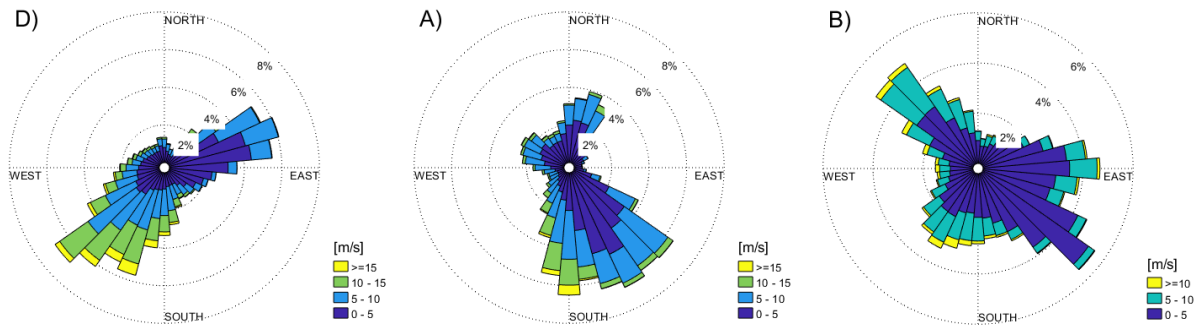 D)
NORTH
8%
6%
4%
2%
WEST
EAST
SOUTH
[m/s]
>=15
10 - 15
5 - 10
0 - 5
A)
NORTH
8%
6%
4%
2%
WEST
EAST
SOUTH
[m/s]
>=15
10 - 15
5 - 10
0 - 5
B)
NORTH
6%
4%
2%
WEST
EAST
SOUTH
[m/s]
>=10
5 - 10
0 - 5